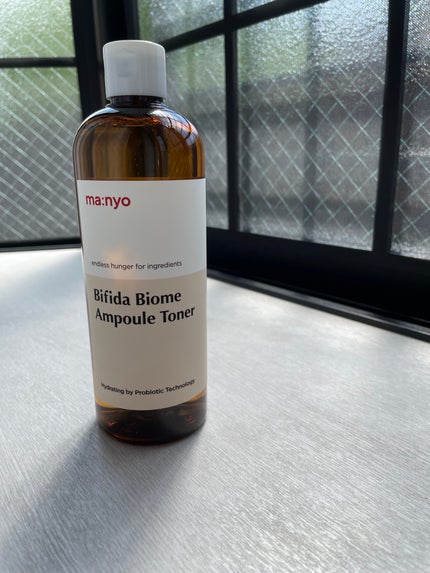 ma:nyo
endless hunger for ingredients
Bifida Biome
Ampoule Toner
Hydrating by Probiotic Technology